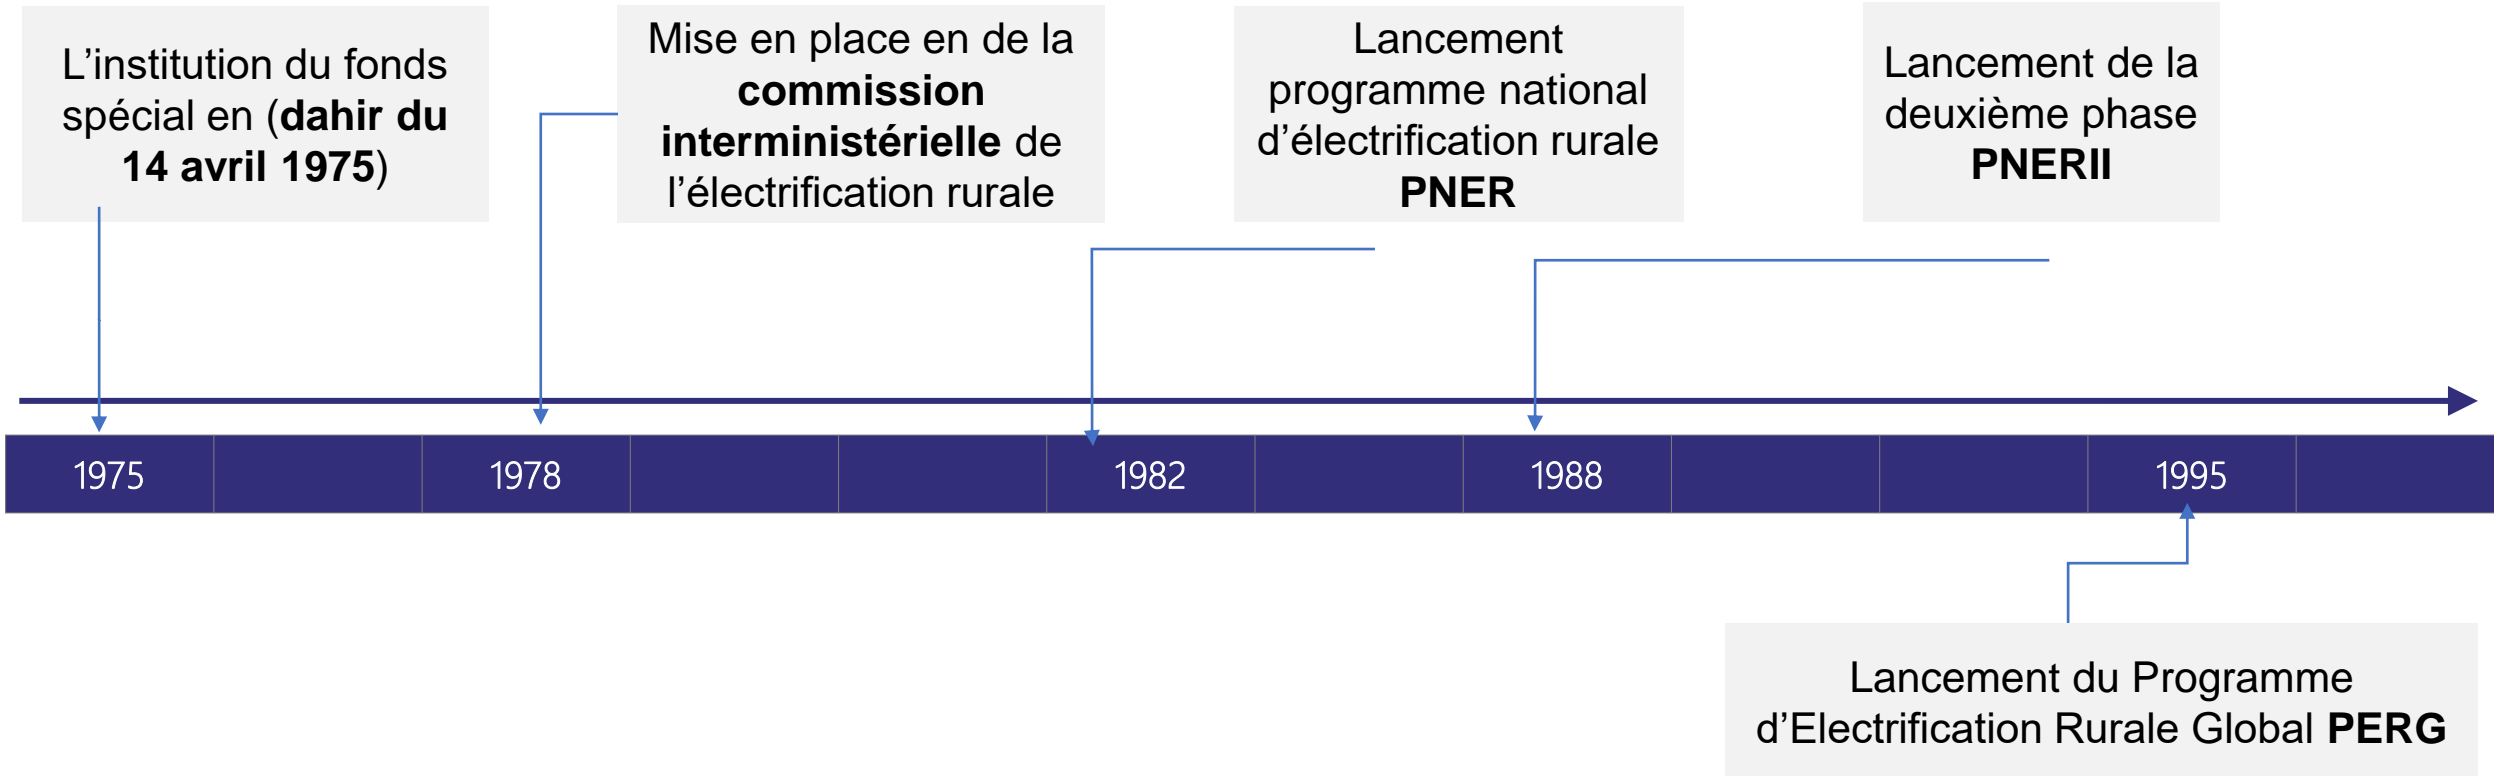 L’institution du fonds
spécial en (dahir du
14 avril 1975)
Mise en place en de la
commission
interministérielle de
l’électrification rurale
Lancement
programme national
d’électrification rurale
PNER
Lancement de la
deuxième phase
PNERII
1975
1978
1982
1988
1995
Lancement du Programme
d’Electrification Rurale Global PERG